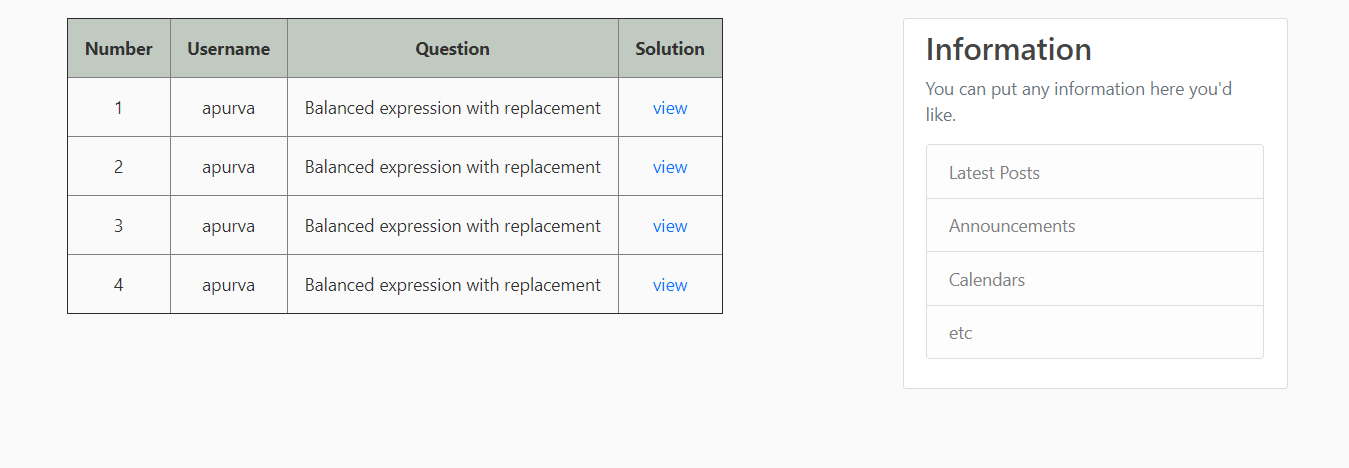 Number Username Question Solution
1 apurva Balanced expression with replacement view
2 apurva Balanced expression with replacement view
3 apurva Balanced expression with replacement view
4 apurva Balanced expression with replacement view
Information
You can put any information here you'd
like.
Latest Posts
Announcements
Calendars
etc